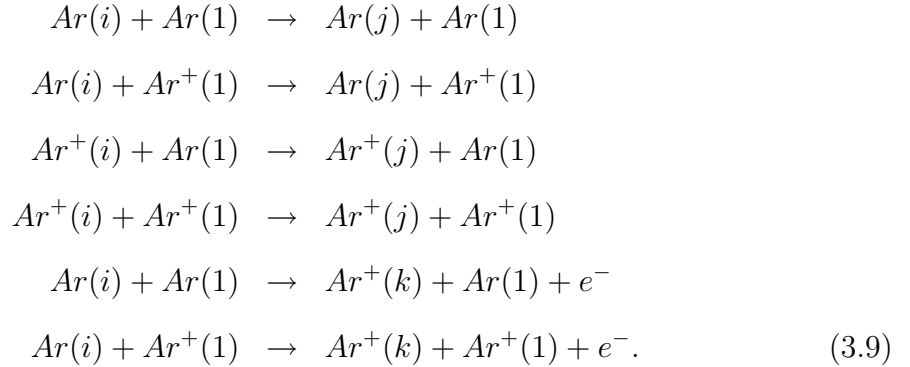 Ar(i) + Ar(1) → Ar(j) + Ar(1)
Ar(i) + Ar⁺(1) → Ar(j) + Ar⁺(1)
Ar⁺(i) + Ar(1) → Ar⁺(j) + Ar(1)
Ar⁺(i) + Ar⁺(1) → Ar⁺(j) + Ar⁺(1)
Ar(i) + Ar(1) → Ar⁺(k) + Ar(1) + e⁻
Ar(i) + Ar⁺(1) → Ar⁺(k) + Ar⁺(1) + e⁻. (3.9)